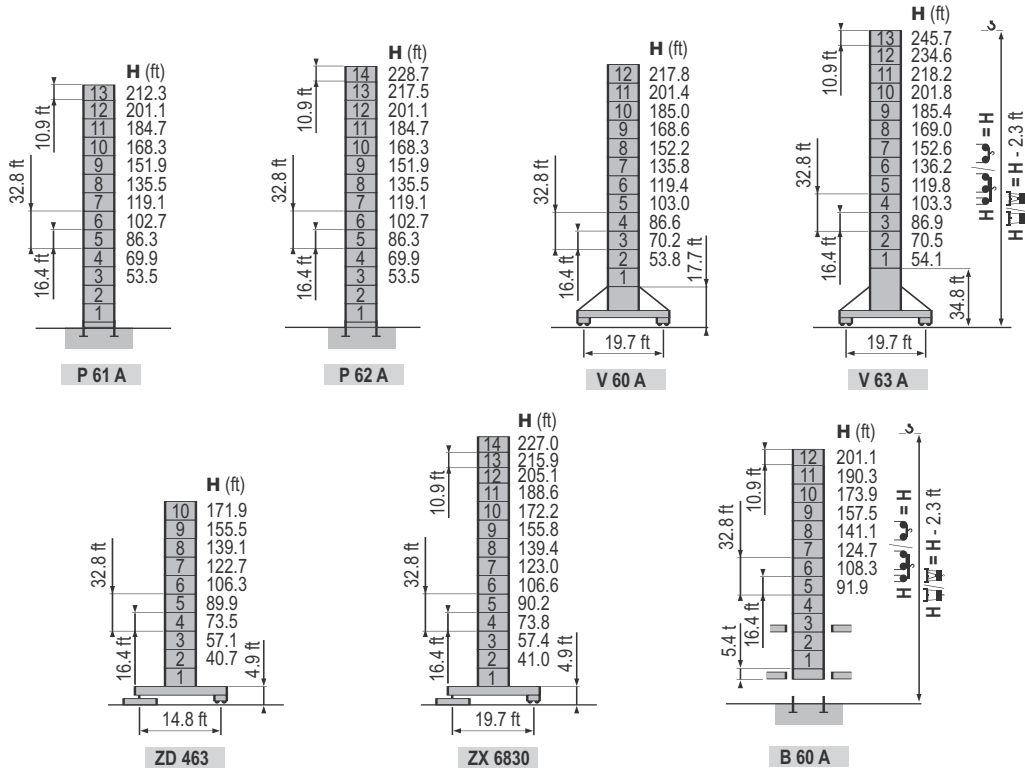 H (ft)
13 212.3
12 201.1
11 184.7
10 168.3
9 151.9
8 135.5
7 119.1
6 102.7
5 86.3
4 69.9
3 53.5
2
1
10.9 ft
32.8 ft
16.4 ft
P 61 A
H (ft)
14 228.7
13 217.5
12 201.1
11 184.7
10 168.3
9 151.9
8 135.5
7 119.1
6 102.7
5 86.3
4 69.9
3 53.5
2
1
10.9 ft
32.8 ft
16.4 ft
P 62 A
H (ft)
12 217.8
11 201.4
10 185.0
9 168.6
8 152.2
7 135.8
6 119.4
5 103.0
4 86.6
3 70.2
2 53.8
1
32.8 ft
16.4 ft
17.7 ft
19.7 ft
V 60 A
H (ft)
13 245.7
12 234.6
11 218.2
10 201.8
9 185.4
8 169.0
7 152.6
6 136.2
5 119.8
4 103.3
3 86.9
2 70.5
1 54.1
10.9 ft
32.8 ft
16.4 ft
34.8 ft
19.7 ft
H = H
H = H - 2.3 ft
V 63 A
H (ft)
10 171.9
9 155.5
8 139.1
7 122.7
6 106.3
5 89.9
4 73.5
3 57.1
2 40.7
1
32.8 ft
16.4 ft
4.9 ft
14.8 ft
ZD 463
H (ft)
14 227.0
13 215.9
12 205.1
11 188.6
10 172.2
9 155.8
8 139.4
7 123.0
6 106.6
5 90.2
4 73.8
3 57.4
2 41.0
1
10.9 ft
32.8 ft
16.4 ft
4.9 ft
19.7 ft
ZX 6830
H (ft)
12 201.1
11 190.3
10 173.9
9 157.5
8 141.1
7 124.7
6 108.3
5 91.9
4
3
2
1
10.9 ft
32.8 ft
16.4 ft
5.4 t
H = H
H = H - 2.3 ft
B 60 A